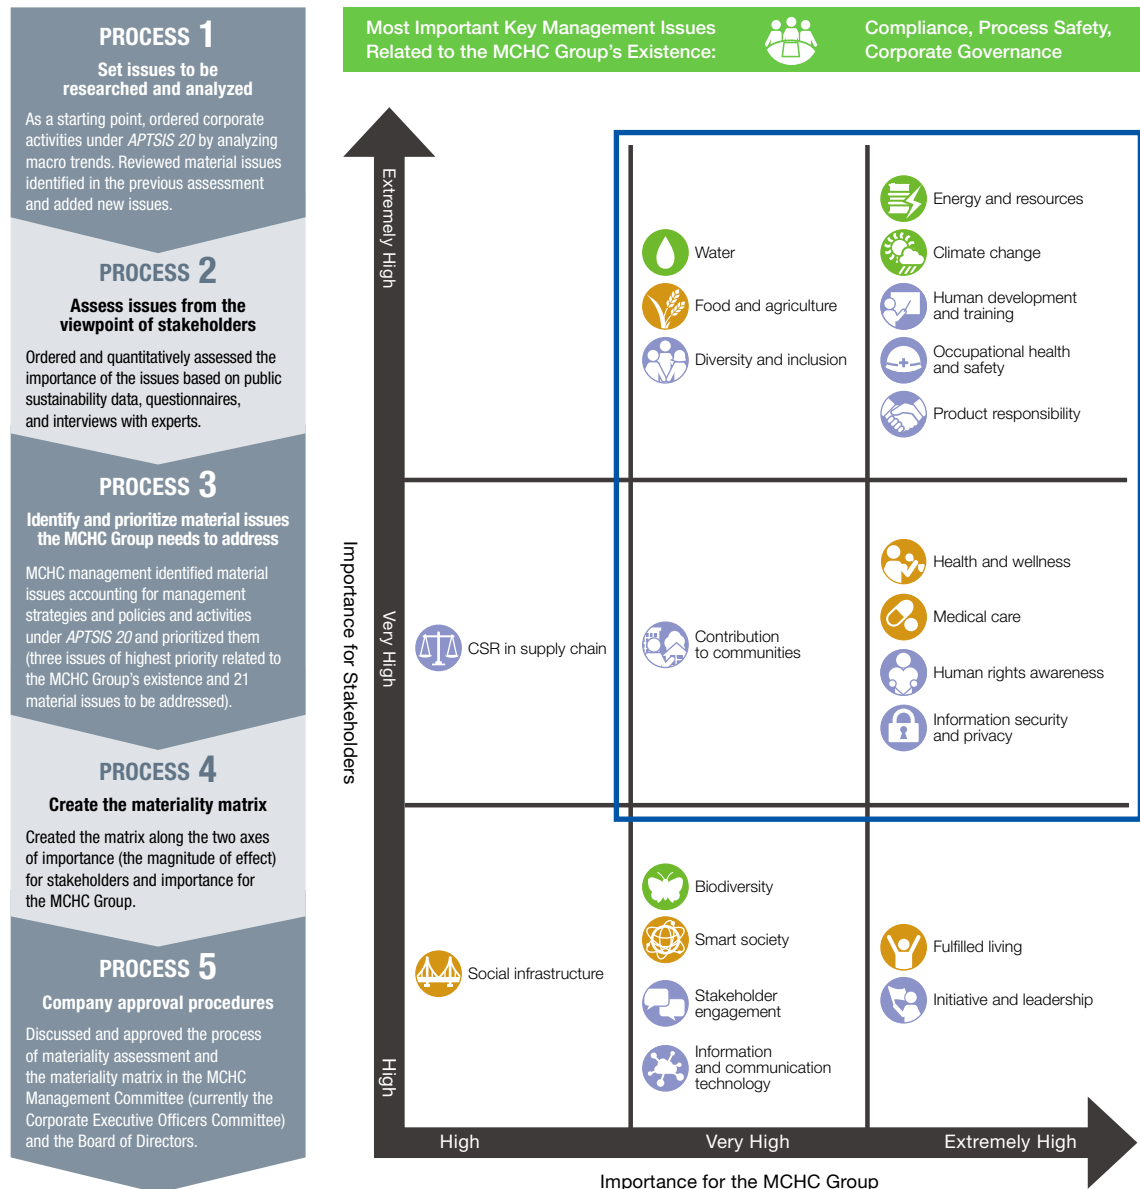 PROCESS 1
Set issues to be
researched and analyzed
As a starting point, ordered corporate
activities under APTSIS 20 by analyzing
macro trends. Reviewed material issues
identified in the previous assessment
and added new issues.
PROCESS 2
Assess issues from the
viewpoint of stakeholders
Ordered and quantitatively assessed the
importance of the issues based on public
sustainability data, questionnaires,
and interviews with experts.
PROCESS 3
Identify and prioritize material issues
the MCHC Group needs to address
MCHC management identified material
issues accounting for management
strategies and policies and activities
under APTSIS 20 and prioritized them
(three issues of highest priority related to
the MCHC Group's existence and 21
material issues to be addressed).
PROCESS 4
Create the materiality matrix
Created the matrix along the two axes
of importance (the magnitude of effect)
for stakeholders and importance for
the MCHC Group.
PROCESS 5
Company approval procedures
Discussed and approved the process
of materiality assessment and
the materiality matrix in the MCHC
Management Committee (currently the
Corporate Executive Officers Committee)
and the Board of Directors.
Most Important Key Management Issues
Related to the MCHC Group's Existence:
Compliance, Process Safety,
Corporate Governance
Importance for Stakeholders
Extremely High
Water
Food and agriculture
Diversity and inclusion
Energy and resources
Climate change
Human development
and training
Occupational health
and safety
Product responsibility
Very High
CSR in supply chain
Contribution
to communities
Health and wellness
Medical care
Human rights awareness
Information security
and privacy
High
Social infrastructure
Biodiversity
Smart society
Stakeholder
engagement
Information
and communication
technology
Fulfilled living
Initiative and leadership
High
Very High
Extremely High
Importance for the MCHC Group